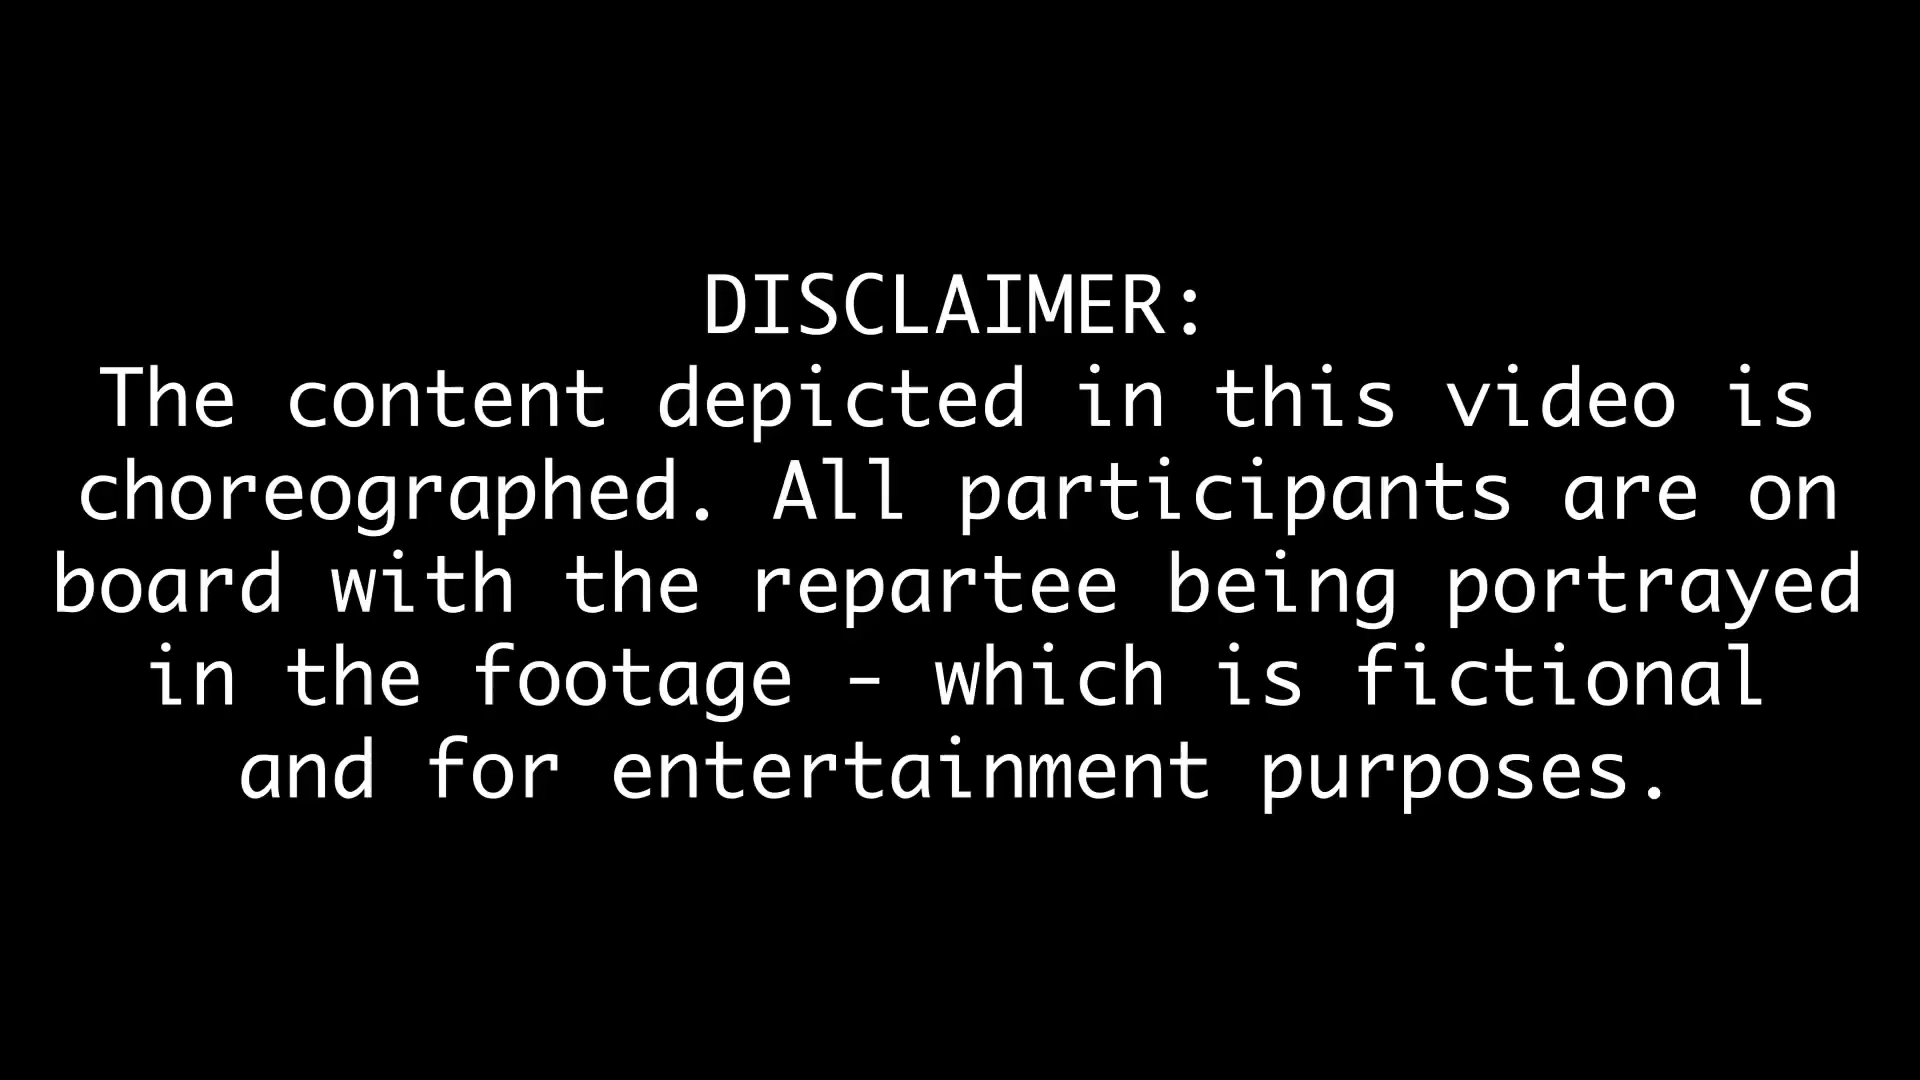 DISCLAIMER:
The content depicted in this video is
choreographed. All participants are on
board with the repartee being portrayed
in the footage - which is fictional
and for entertainment purposes.